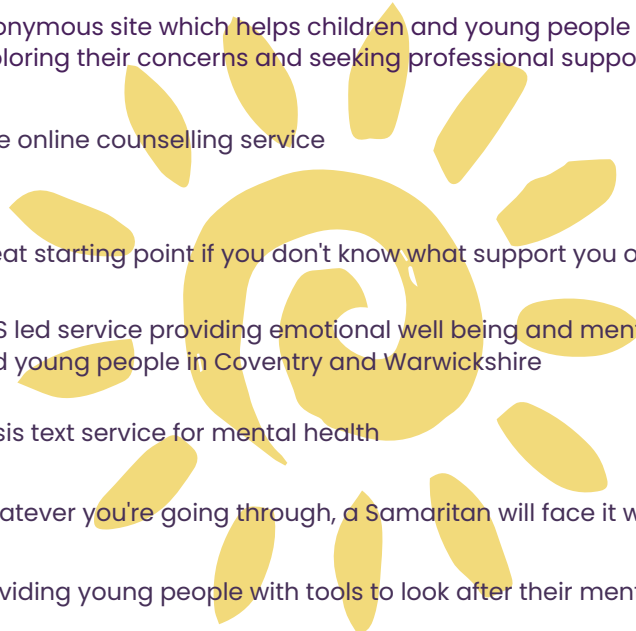 onymous site which helps children and young people
loring their concerns and seeking professional suppo
e online counselling service
eat starting point if you don't know what support you o
S led service providing emotional well being and ment
d young people in Coventry and Warwickshire
sis text service for mental health
atever you're going through, a Samaritan will face it w
viding young people with tools to look after their ment